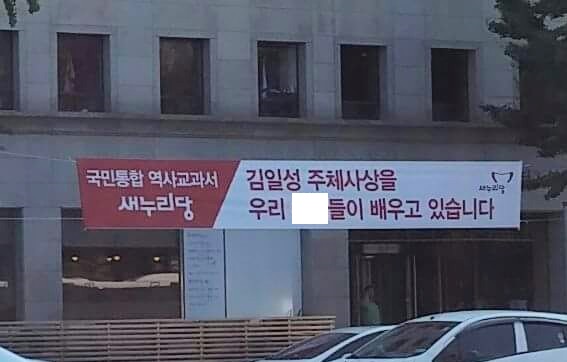 국민통합 역사교과서
새누리당
김일성 주체사상을
우리 들이 배우고 있습니다
새누리당